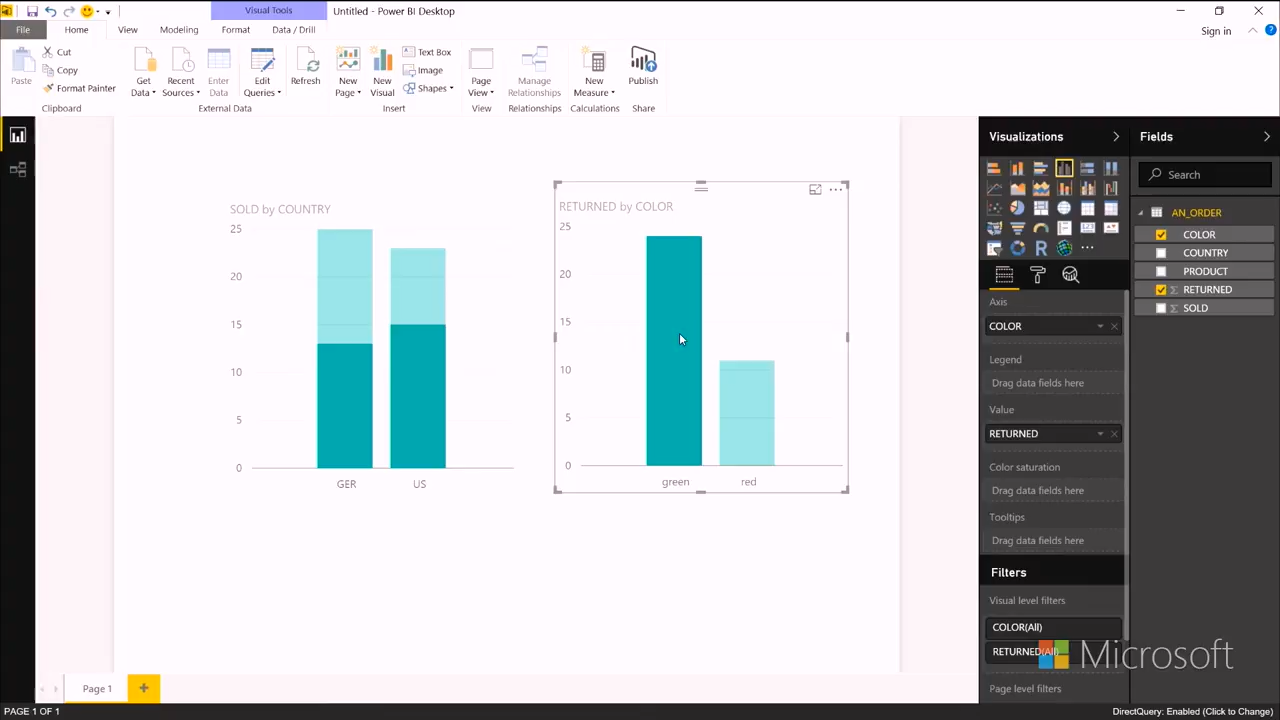 Visual Tools
Untitled - Power BI Desktop
File
Home
View
Modeling
Format
Data / Drill
Sign in
Paste
Cut
Copy
Format Painter
Clipboard
Get Data
Recent Sources
Enter Data
Edit Queries
Refresh
External Data
New Page
New Visual
Text Box
Image
Shapes
Insert
Page View
View
Manage Relationships
Relationships
New Measure
Calculations
Publish
Share
SOLD by COUNTRY
25
20
15
10
5
0
GER
US
RETURNED by COLOR
25
20
15
10
5
0
green
red
Visualizations
R
Axis
COLOR
Legend
Drag data fields here
Value
RETURNED
Color saturation
Drag data fields here
Tooltips
Drag data fields here
Filters
Visual level filters
COLOR(All)
RETURNED(All)
Page level filters
Fields
Search
AN_ORDER
COLOR
COUNTRY
PRODUCT
Σ RETURNED
Σ SOLD
Microsoft
Page 1
PAGE 1 OF 1
DirectQuery: Enabled (Click to Change)